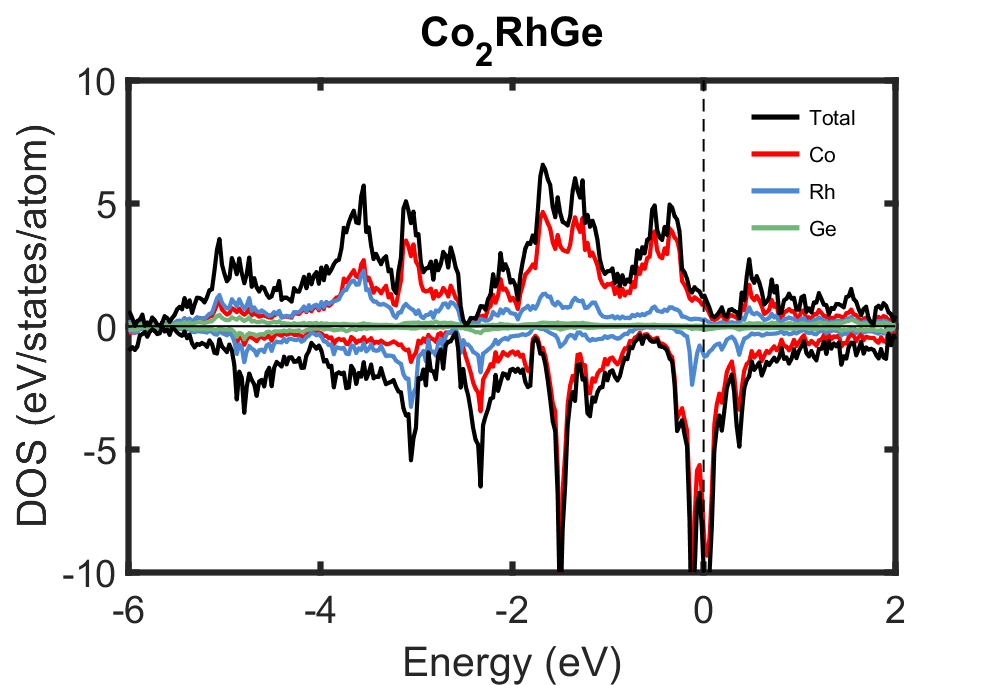 Co₂RhGe
10
5
0
-5
-10
DOS (eV/states/atom)
Total
Co
Rh
Ge
-6 -4 -2 0 2
Energy (eV)